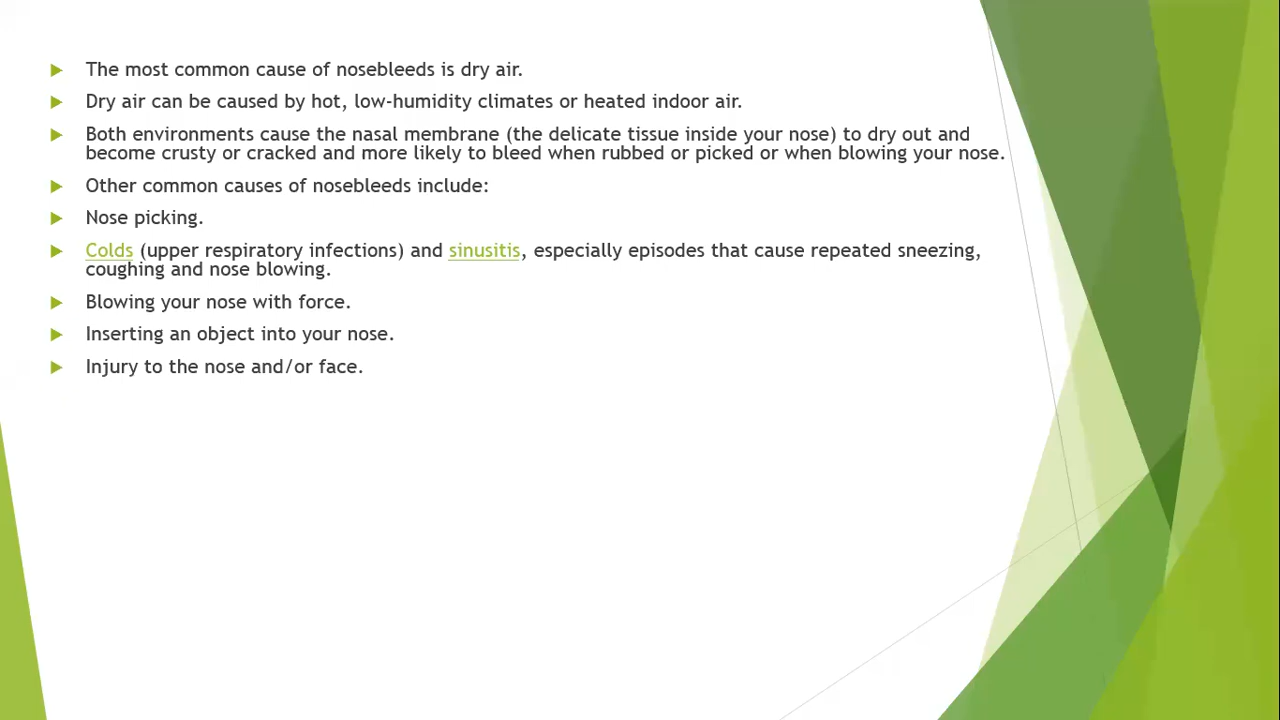 The most common cause of nosebleeds is dry air.
Dry air can be caused by hot, low-humidity climates or heated indoor air.
Both environments cause the nasal membrane (the delicate tissue inside your nose) to dry out and
become crusty or cracked and more likely to bleed when rubbed or picked or when blowing your nose.
Other common causes of nosebleeds include:
Nose picking.
Colds (upper respiratory infections) and sinusitis, especially episodes that cause repeated sneezing,
coughing and nose blowing.
Blowing your nose with force.
Inserting an object into your nose.
Injury to the nose and/or face.